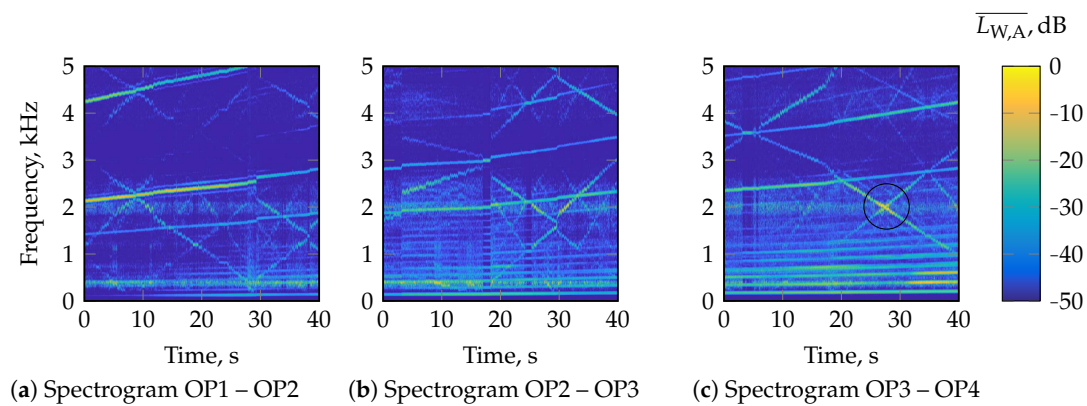 L_W,A, dB
5 4 3 2 1 0
Frequency, kHz
0 10 20 30 40
Time, s
(a) Spectrogram OP1 – OP2
5 4 3 2 1 0
0 10 20 30 40
Time, s
(b) Spectrogram OP2 – OP3
5 4 3 2 1 0
0 10 20 30 40
Time, s
(c) Spectrogram OP3 – OP4
0
−10
−20
−30
−40
−50